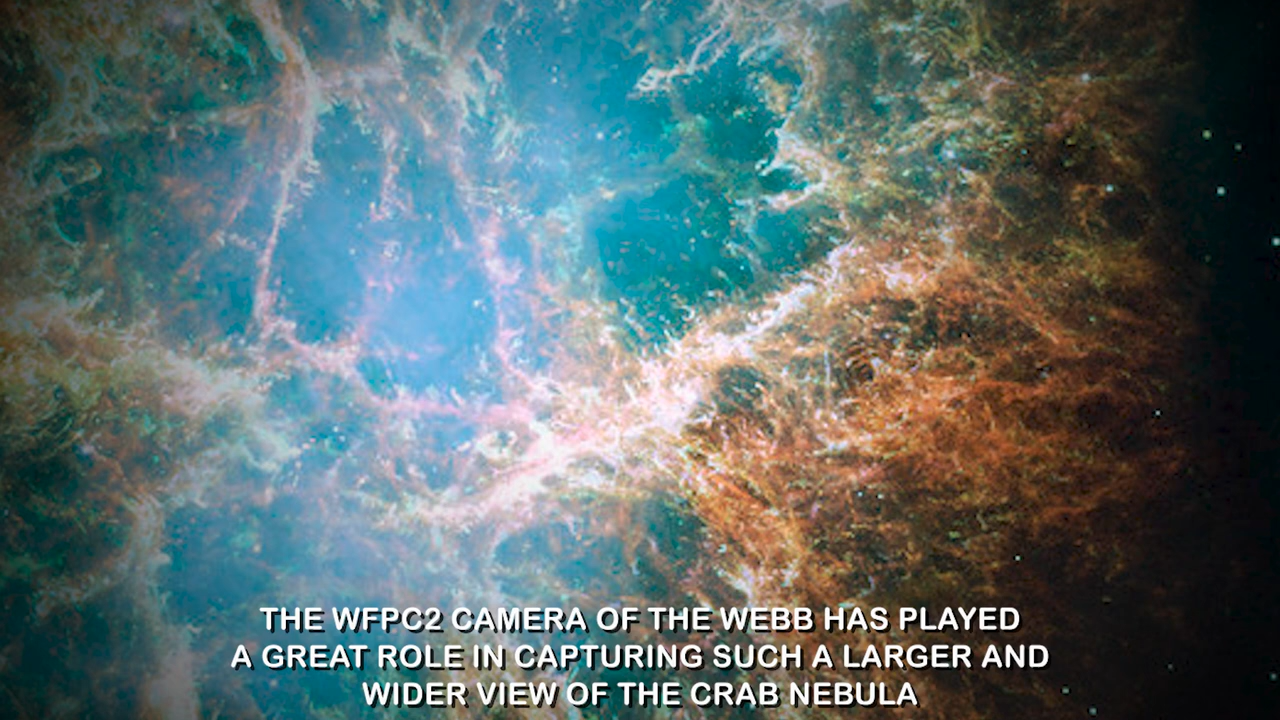 THE WFPC2 CAMERA OF THE WEBB HAS PLAYED
A GREAT ROLE IN CAPTURING SUCH A LARGER AND
WIDER VIEW OF THE CRAB NEBULA